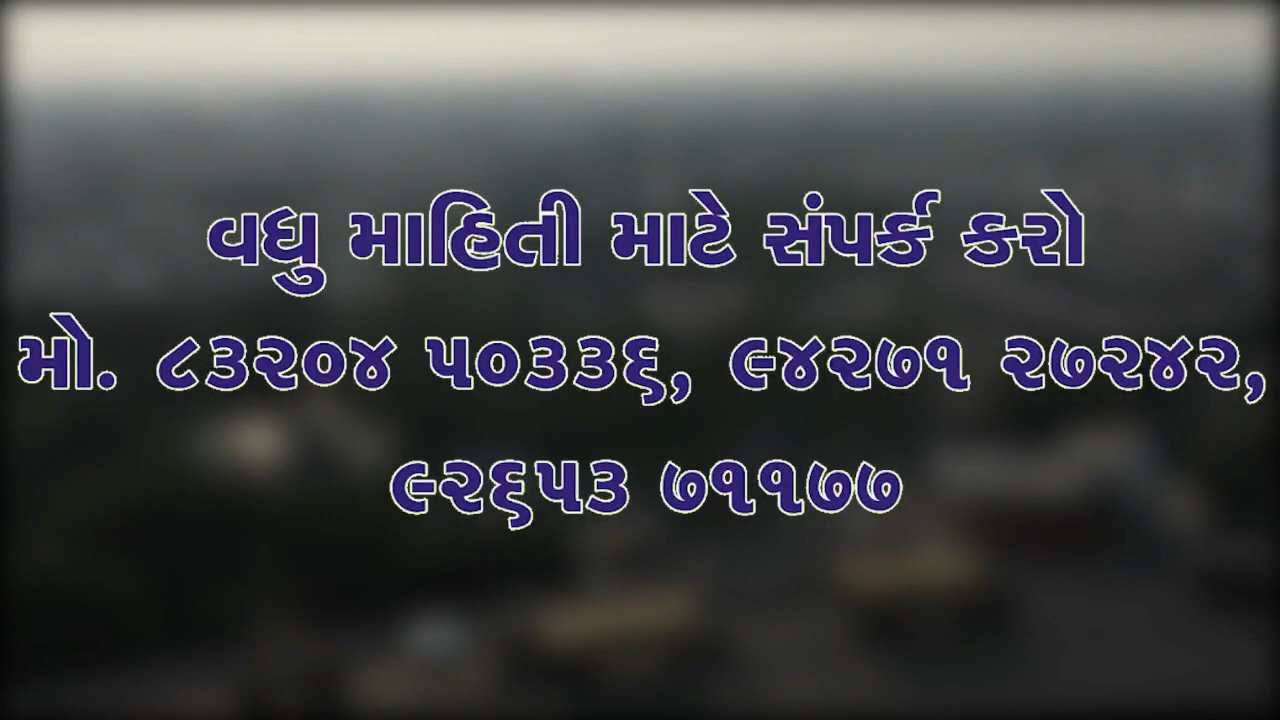 વધુ માહિતી માટે સંપર્ક કરો
મો. ૮૩૨૦૪ ૫૦૩૩૬, ૯૪૨૭૧ ૨૭૨૪૨,
૯૨૬૫૩ ૭૧૧૭૭